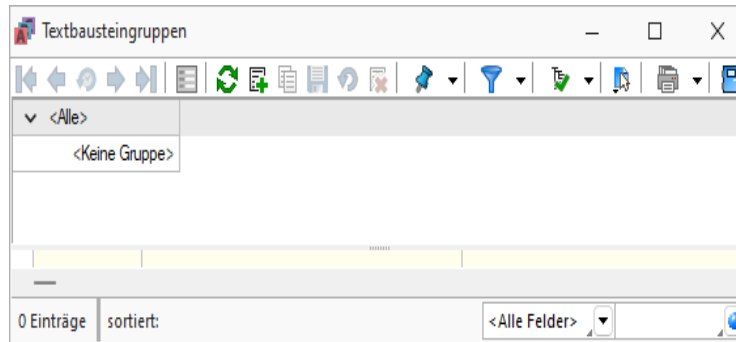 Textbausteingruppen
<Alle>
<Keine Gruppe>
0 Einträge sortiert: <Alle Felder>